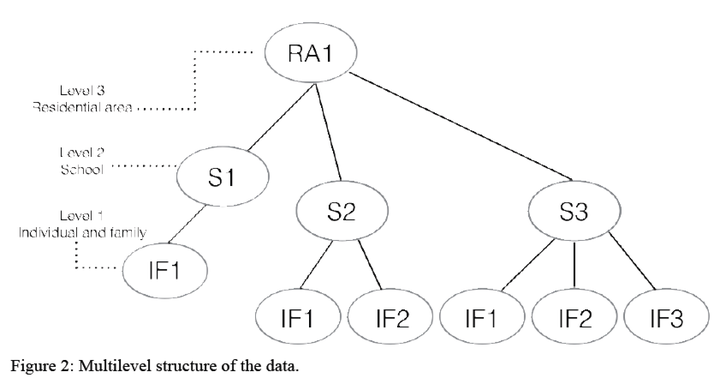 RA1
Level 3
Residential area
Level 2
School
S1
S2
S3
Level 1
Individual and family
IF1
IF1
IF2
IF1
IF2
IF3
Figure 2: Multilevel structure of the data.